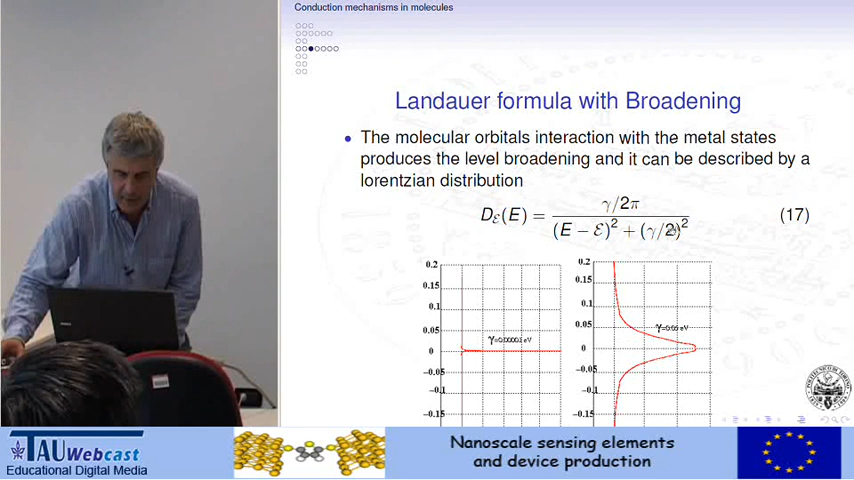 Conduction mechanisms in molecules
Landauer formula with Broadening
• The molecular orbitals interaction with the metal states
produces the level broadening and it can be described by a
lorentzian distribution
Dℰ(E) = γ/2π / (E − ℰ)² + (γ/2)² (17)
0.2
0.15
0.1
0.05
0
−0.05
−0.1
−0.15
0.2
0.15
0.1
0.05
0
−0.05
−0.1
−0.15
γ=0.05 eV
TAU Webcast
Educational Digital Media
Nanoscale sensing elements
and device production